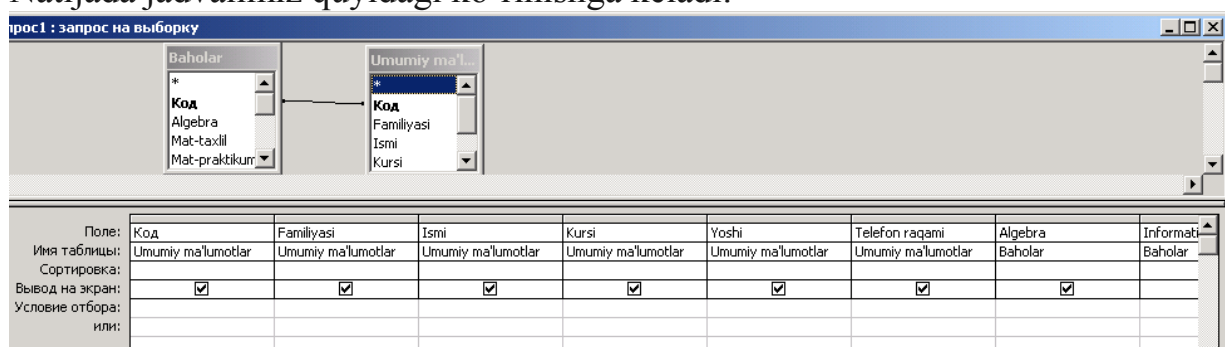 Natijada jadvalimiz quyidagi ko'rinishga keladi:
прос1 : запрос на выборку
Baholar
*
Код
Algebra
Mat-taxlil
Mat-praktikum
Umumiy ma'l...
*
Код
Familiyasi
Ismi
Kursi
Поле: Код Familiyasi Ismi Kursi Yoshi Telefon raqami Algebra Informati
Имя таблицы: Umumiy ma'lumotlar Umumiy ma'lumotlar Umumiy ma'lumotlar Umumiy ma'lumotlar Umumiy ma'lumotlar Umumiy ma'lumotlar Baholar Baholar
Сортировка:
Вывод на экран:
Условие отбора:
или: